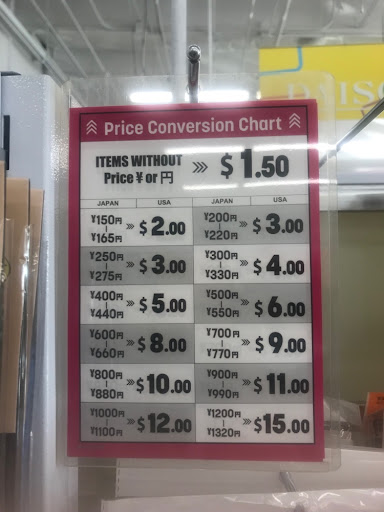 DAIS
Price Conversion Chart
ITEMS WITHOUT
Price ¥ or 円 >>> $1.50
JAPAN USA JAPAN USA
¥150円 - ¥165円 >>> $2.00 ¥200円 - ¥220円 >>> $3.00
¥250円 - ¥275円 >>> $3.00 ¥300円 - ¥330円 >>> $4.00
¥400円 - ¥440円 >>> $5.00 ¥500円 - ¥550円 >>> $6.00
¥600円 - ¥660円 >>> $8.00 ¥700円 - ¥770円 >>> $9.00
¥800円 - ¥880円 >>> $10.00 ¥900円 - ¥990円 >>> $11.00
¥1000円 - ¥1100円 >>> $12.00 ¥1200円 - ¥1320円 >>> $15.00